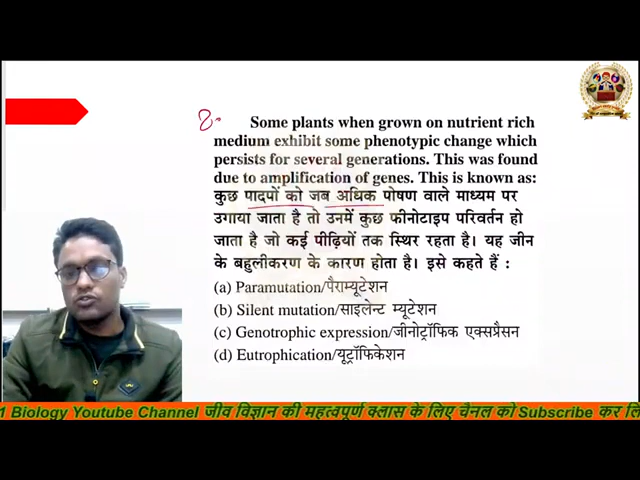 8.
Some plants when grown on nutrient rich
medium exhibit some phenotypic change which
persists for several generations. This was found
due to amplification of genes. This is known as:
कुछ पादपों को जब अधिक पोषण वाले माध्यम पर
उगाया जाता है तो उनमें कुछ फीनोटाइप परिवर्तन हो
जाता है जो कई पीढ़ियों तक स्थिर रहता है। यह जीन
के बहुलीकरण के कारण होता है। इसे कहते हैं :
(a) Paramutation/पैराम्यूटेशन
(b) Silent mutation/साइलेन्ट म्यूटेशन
(c) Genotrophic expression/जीनोट्रॉफिक एक्सप्रैसन
(d) Eutrophication/यूट्रॉफिकेशन
1 Biology Youtube Channel जीव विज्ञान की महत्वपूर्ण क्लास के लिए चैनल को Subscribe कर लि